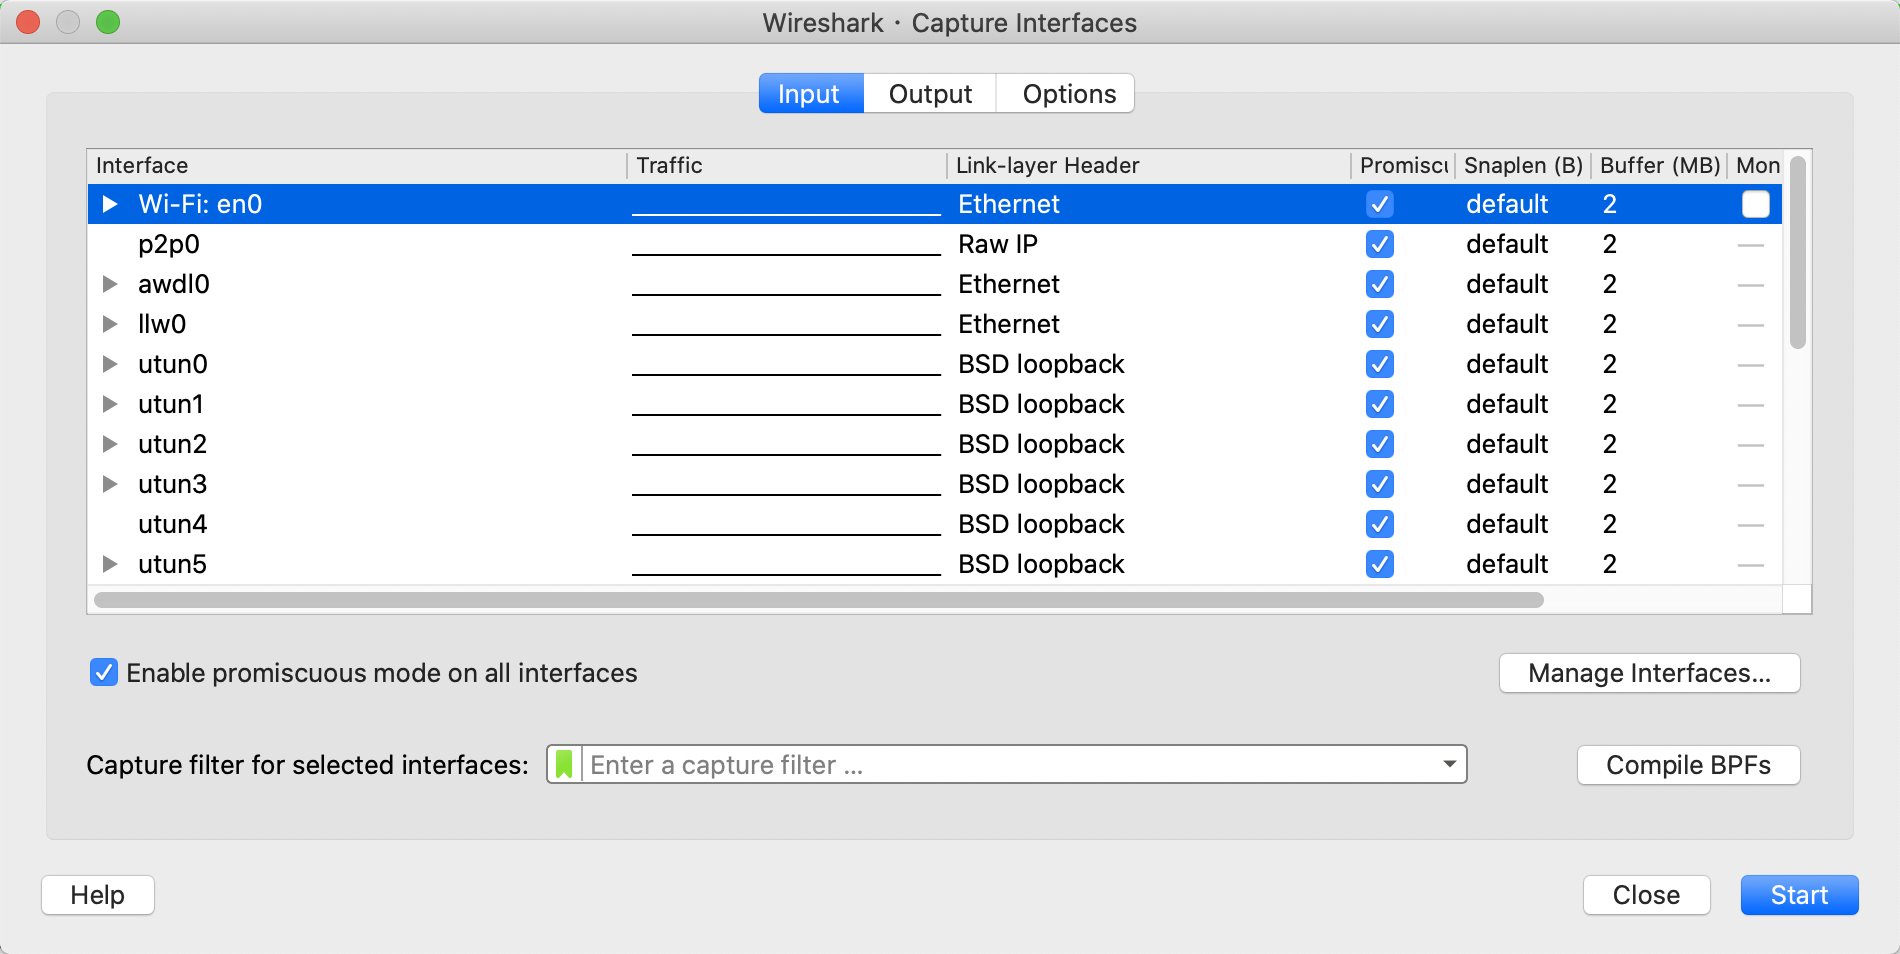 Wireshark · Capture Interfaces
Input Output Options
Interface Traffic Link-layer Header Promiscu Snaplen (B) Buffer (MB) Mon
Wi-Fi: en0 Ethernet default 2
p2p0 Raw IP default 2 —
awdl0 Ethernet default 2 —
llw0 Ethernet default 2 —
utun0 BSD loopback default 2 —
utun1 BSD loopback default 2 —
utun2 BSD loopback default 2 —
utun3 BSD loopback default 2 —
utun4 BSD loopback default 2 —
utun5 BSD loopback default 2 —
Enable promiscuous mode on all interfaces Manage Interfaces...
Capture filter for selected interfaces: Enter a capture filter ... Compile BPFs
Help Close Start